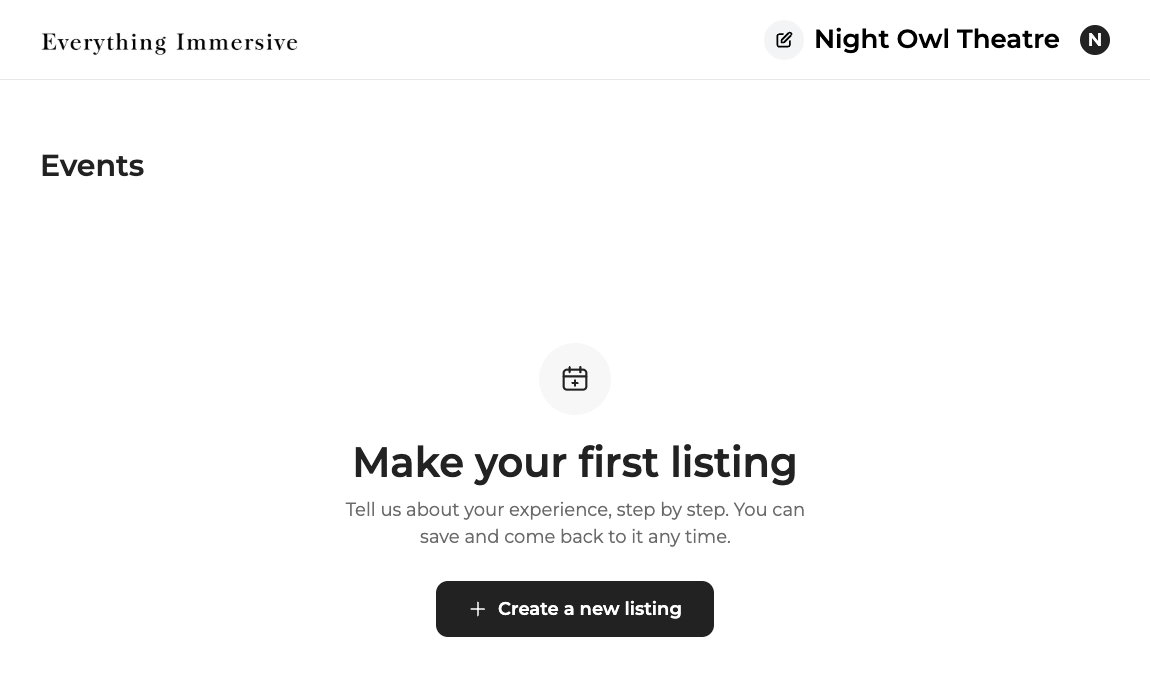 Everything Immersive
Night Owl Theatre
N
Events
Make your first listing
Tell us about your experience, step by step. You can
save and come back to it any time.
Create a new listing